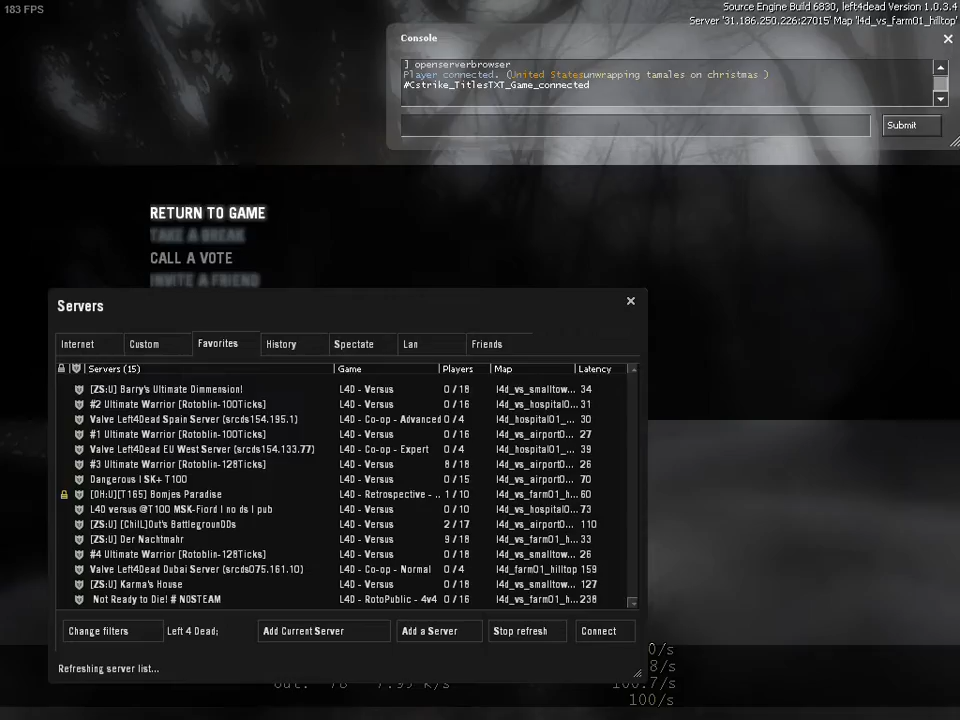 183 FPS
Source Engine Build 6830, left4dead Version 1.0.3.4
Server '31.186.250.226:27015' Map 'l4d_vs_farm01_hilltop'
Console
] openserverbrowser
Player connected. (United Statesunwrapping tamales on christmas )
#Cstrike_TitlesTXT_Game_connected
Submit
RETURN TO GAME
TAKE A BREAK
CALL A VOTE
INVITE A FRIEND
Servers
Internet Custom Favorites History Spectate Lan Friends
Servers (15) Game Players Map Latency
[ZS:U] Barry's Ultimate Dimmension! L4D - Versus 0 / 18 l4d_vs_smalltow... 34
#2 Ultimate Warrior [Rotoblin-100Ticks] L4D - Versus 0 / 16 l4d_vs_hospital0... 31
Valve Left4Dead Spain Server (srcds154.195.1) L4D - Co-op - Advanced 0 / 4 l4d_hospital01_... 30
#1 Ultimate Warrior [Rotoblin-100Ticks] L4D - Versus 0 / 16 l4d_vs_airport0... 27
Valve Left4Dead EU West Server (srcds154.133.77) L4D - Co-op - Expert 0 / 4 l4d_hospital01_... 39
#3 Ultimate Warrior [Rotoblin-128Ticks] L4D - Versus 8 / 18 l4d_vs_airport0... 26
Dangerous | SK+ T100 L4D - Versus 0 / 15 l4d_vs_airport0... 70
[OH:U][T165] Bomjes Paradise L4D - Retrospective - .. 1 / 10 l4d_vs_farm01_h... 60
L4D versus @T100 MSK-Fiord | no ds | pub L4D - Versus 0 / 10 l4d_vs_hospital0... 73
[ZS:U] [ChilL]Out's BattlegrounDDs L4D - Versus 2 / 17 l4d_vs_airport0... 110
[ZS:U] Der Nachtmahr L4D - Versus 9 / 18 l4d_vs_farm01_h... 33
#4 Ultimate Warrior [Rotoblin-128Ticks] L4D - Versus 0 / 18 l4d_vs_smalltow... 26
Valve Left4Dead Dubai Server (srcds075.161.10) L4D - Co-op - Normal 0 / 4 l4d_farm01_hilltop 159
[ZS:U] Karma's House L4D - Versus 0 / 18 l4d_vs_smalltow... 127
Not Ready to Die! # NOSTEAM L4D - RotoPublic - 4v4 0 / 16 l4d_vs_farm01_h... 238
Change filters Left 4 Dead; Add Current Server Add a Server Stop refresh Connect
Refreshing server list...
0/s
8/s
100.7/s
100/s